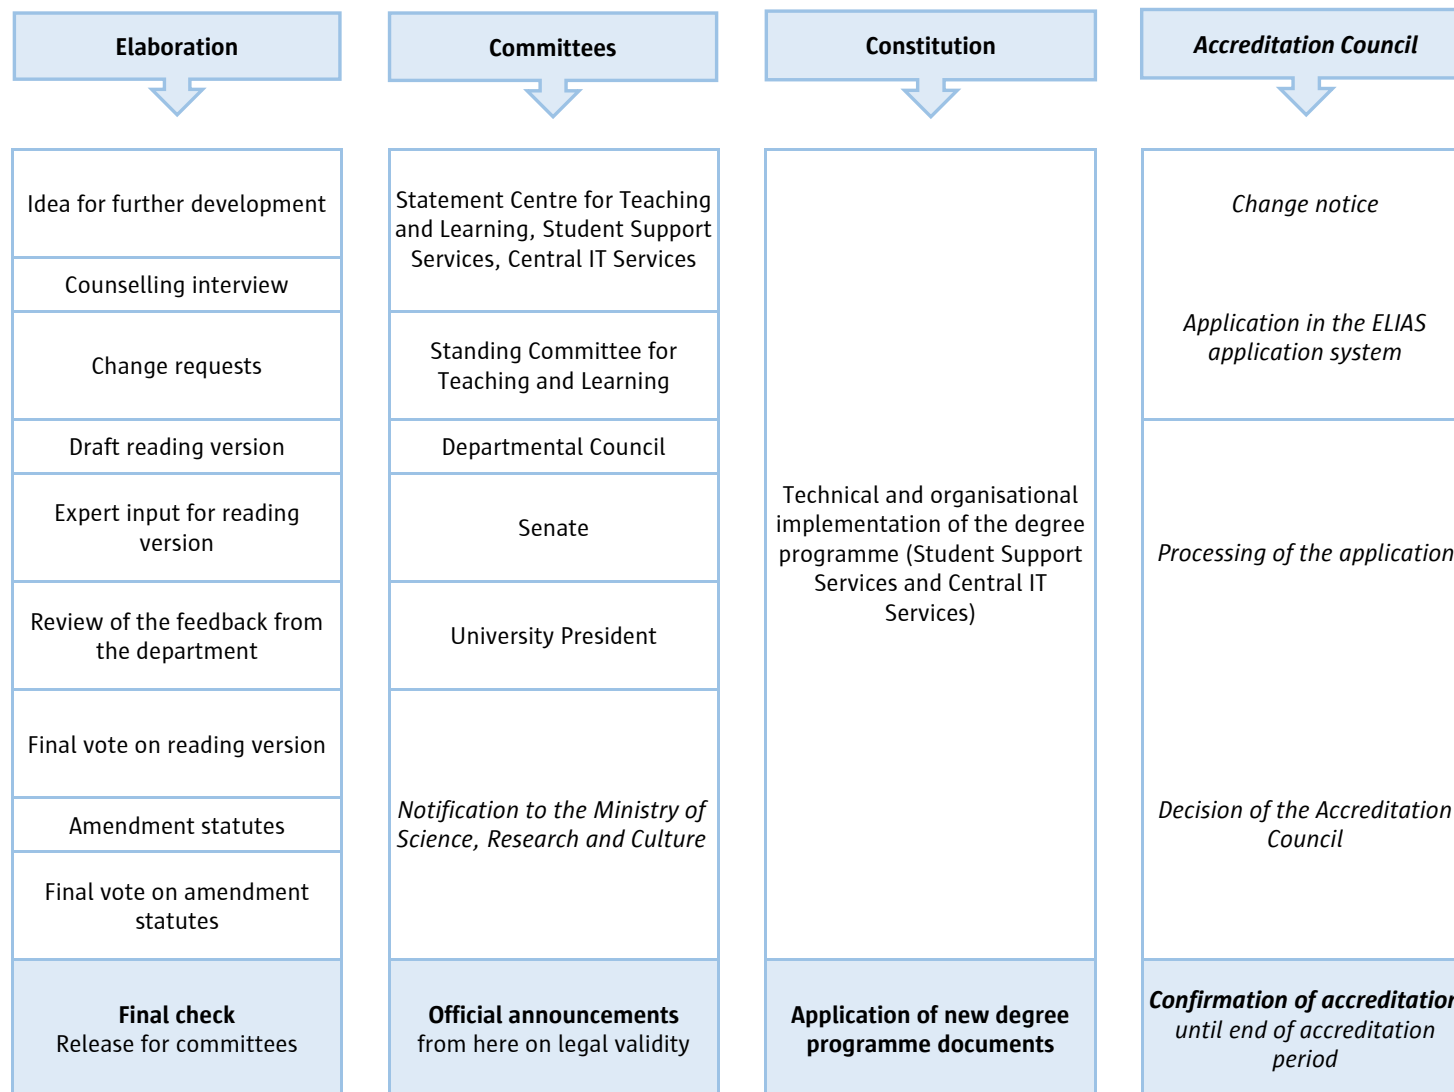 Elaboration
Idea for further development
Counselling interview
Change requests
Draft reading version
Expert input for reading
version
Review of the feedback from
the department
Final vote on reading version
Amendment statutes
Final vote on amendment
statutes
Final check
Release for committees
Committees
Statement Centre for Teaching
and Learning, Student Support
Services, Central IT Services
Standing Committee for
Teaching and Learning
Departmental Council
Senate
University President
Notification to the Ministry of
Science, Research and Culture
Official announcements
from here on legal validity
Constitution
Technical and organisational
implementation of the degree
programme (Student Support
Services and Central IT
Services)
Application of new degree
programme documents
Accreditation Council
Change notice
Application in the ELIAS
application system
Processing of the application
Decision of the Accreditation
Council
Confirmation of accreditation
until end of accreditation
period